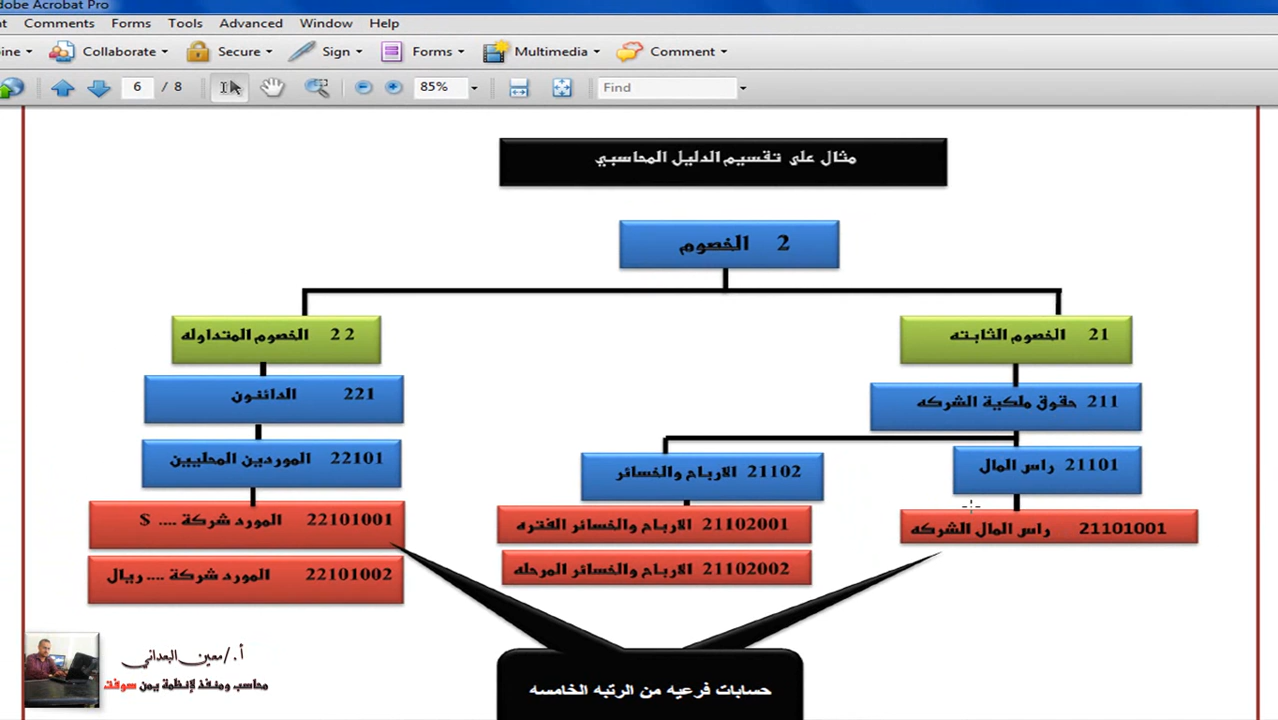 dobe Acrobat Pro
nt Comments Forms Tools Advanced Window Help
ine Collaborate Secure Sign Forms Multimedia Comment
6 / 8 85% Find
مثال على تقسيم الدليل المحاسبي
2 الخصوم
21 الخصوم الثابته
22 الخصوم المتداوله
211 حقوق ملكية الشركه
221 الدائنون
21101 راس المال
21102 الارباح والخسائر
22101 الموردين المحليين
21101001 راس المال الشركه
21102001 الارباح والخسائر الفتره
22101001 المورد شركة .... $
21102002 الارباح والخسائر المرحله
22101002 المورد شركة .... ريال
حسابات فرعيه من الرتبه الخامسه
أ./معين البعداني
محاسب ومنفذ لإنظمة يمن سوفت